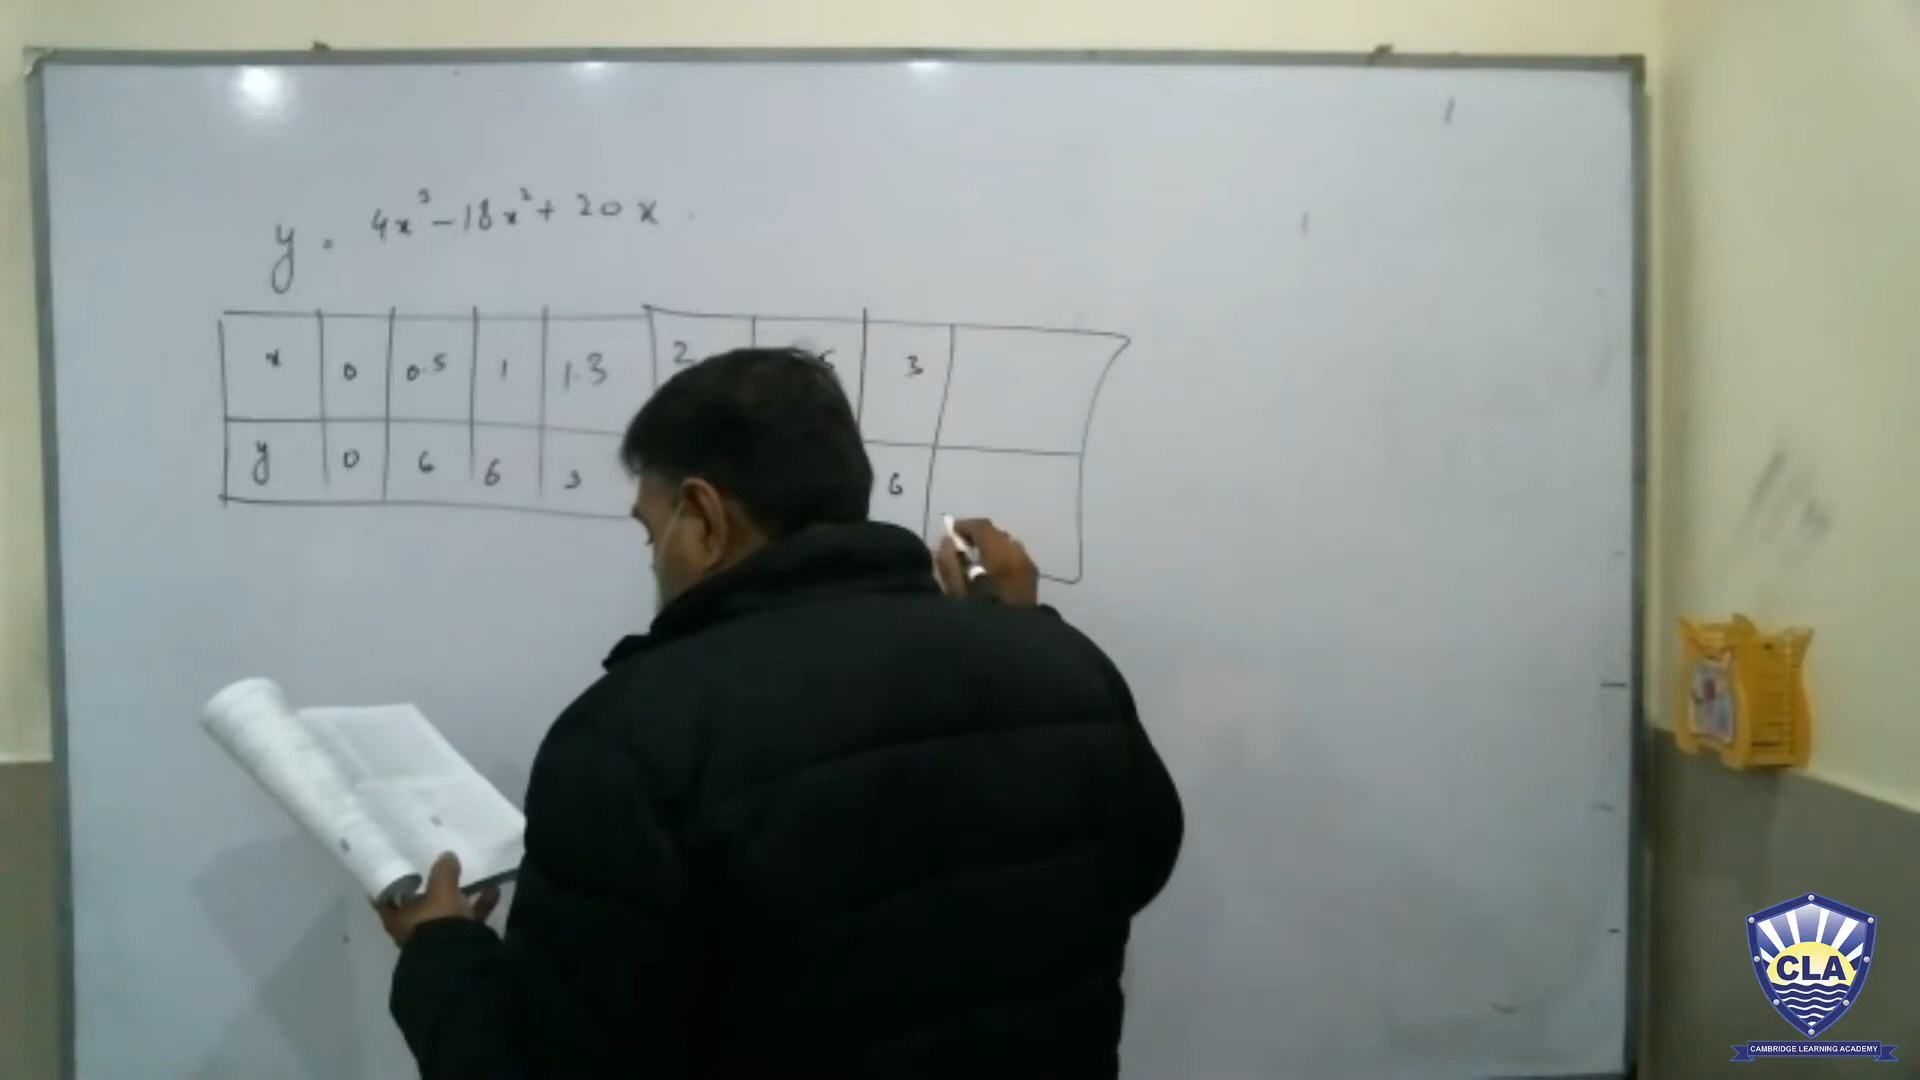 y = 4x³ - 18x² + 20x
x 0 0.5 1 1.3 2 5 3
y 0 6 6 3 6
CLA
CAMBRIDGE LEARNING ACADEMY